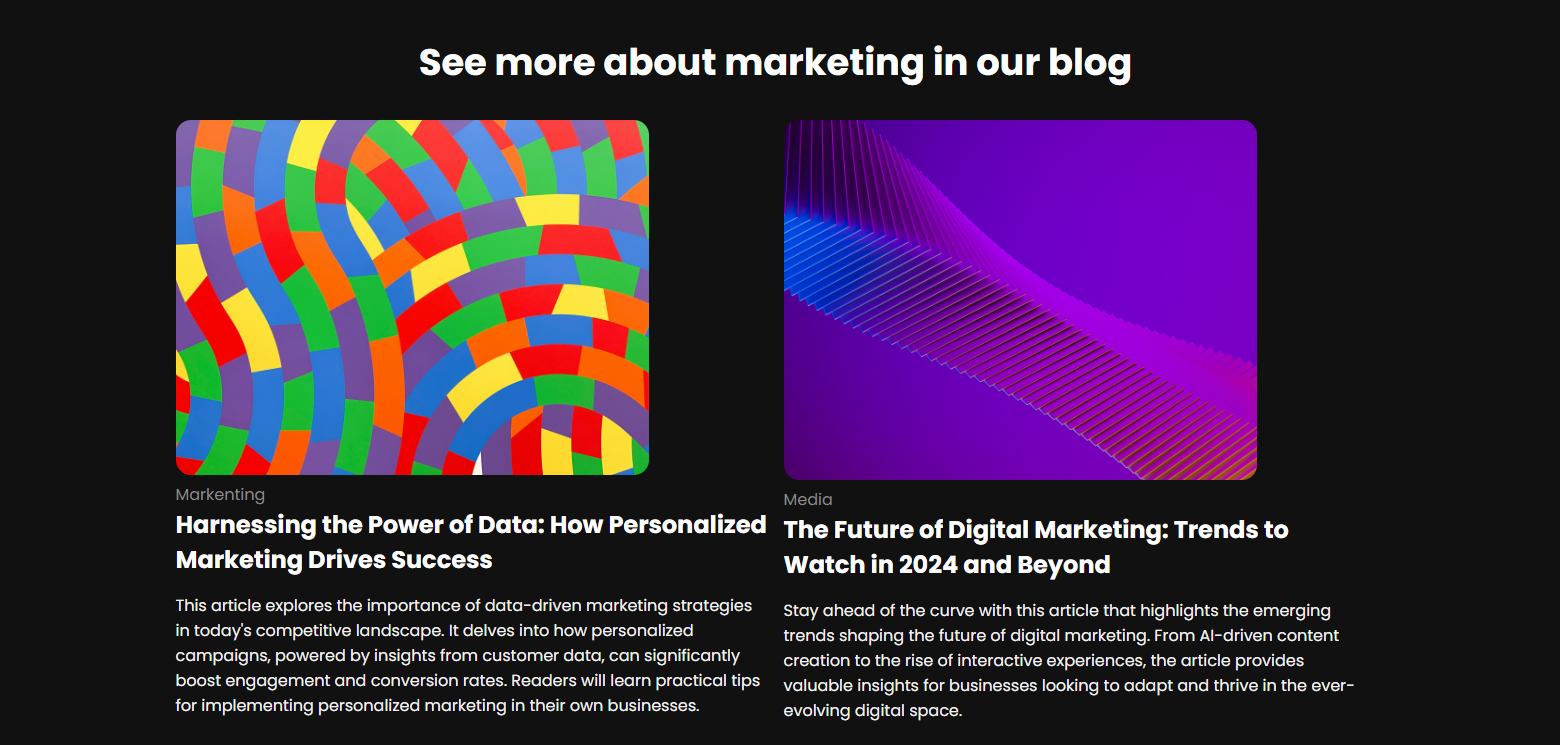 See more about marketing in our blog
Markenting
Harnessing the Power of Data: How Personalized
Marketing Drives Success
This article explores the importance of data-driven marketing strategies
in today's competitive landscape. It delves into how personalized
campaigns, powered by insights from customer data, can significantly
boost engagement and conversion rates. Readers will learn practical tips
for implementing personalized marketing in their own businesses.
Media
The Future of Digital Marketing: Trends to
Watch in 2024 and Beyond
Stay ahead of the curve with this article that highlights the emerging
trends shaping the future of digital marketing. From AI-driven content
creation to the rise of interactive experiences, the article provides
valuable insights for businesses looking to adapt and thrive in the ever-
evolving digital space.